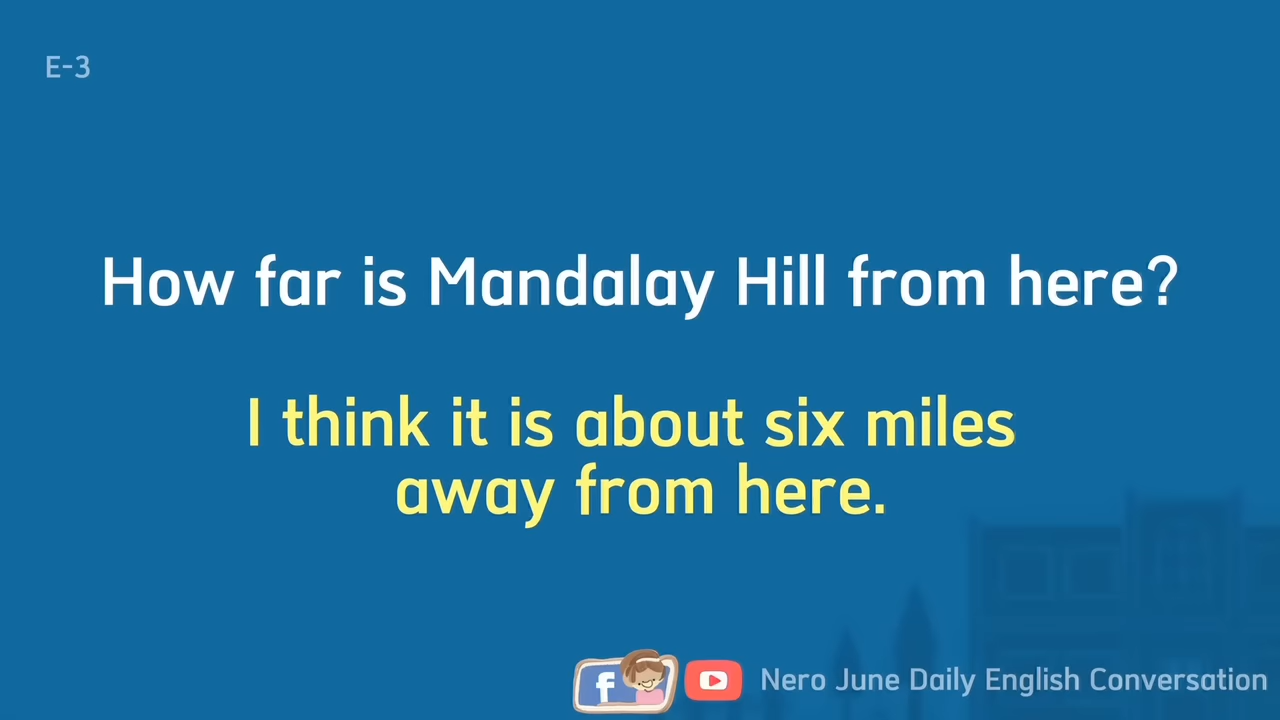 E-3
How far is Mandalay Hill from here?
I think it is about six miles
away from here.
f
Nero June Daily English Conversation